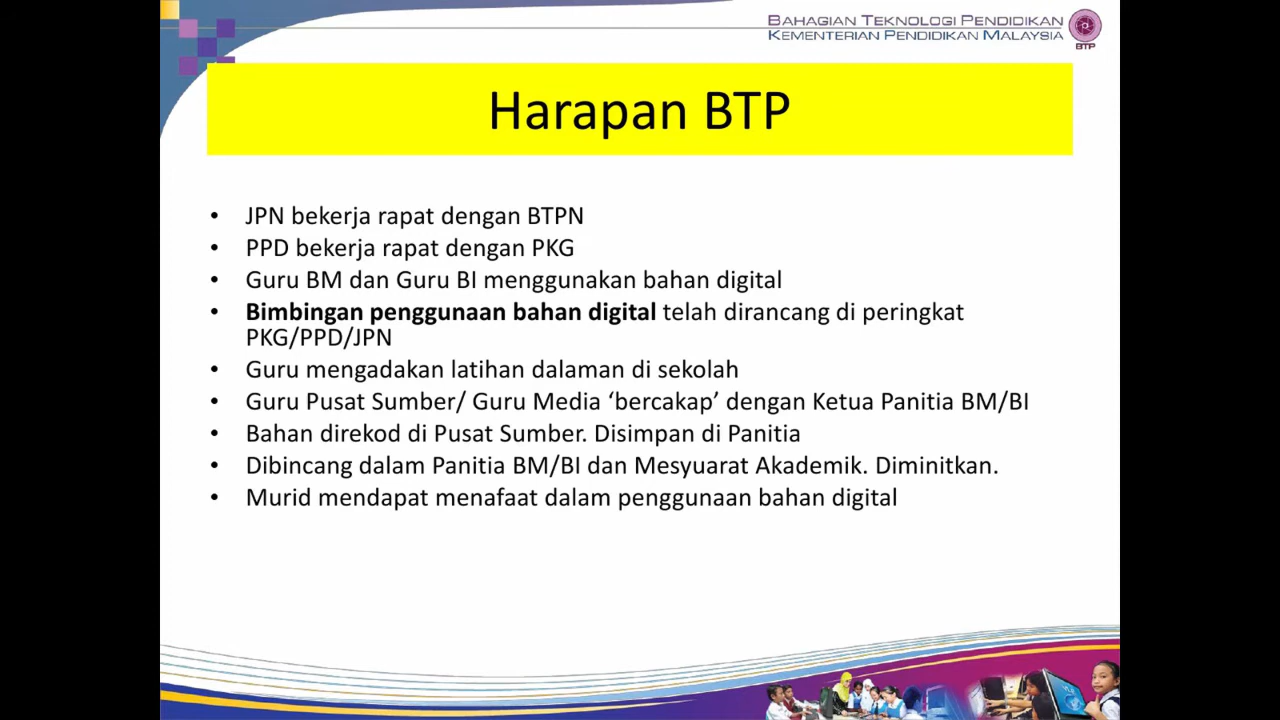 BAHAGIAN TEKNOLOGI PENDIDIKAN
KEMENTERIAN PENDIDIKAN MALAYSIA
BTP
Harapan BTP
• JPN bekerja rapat dengan BTPN
• PPD bekerja rapat dengan PKG
• Guru BM dan Guru BI menggunakan bahan digital
• Bimbingan penggunaan bahan digital telah dirancang di peringkat
PKG/PPD/JPN
• Guru mengadakan latihan dalaman di sekolah
• Guru Pusat Sumber/ Guru Media ‘bercakap’ dengan Ketua Panitia BM/BI
• Bahan direkod di Pusat Sumber. Disimpan di Panitia
• Dibincang dalam Panitia BM/BI dan Mesyuarat Akademik. Diminitkan.
• Murid mendapat menafaat dalam penggunaan bahan digital